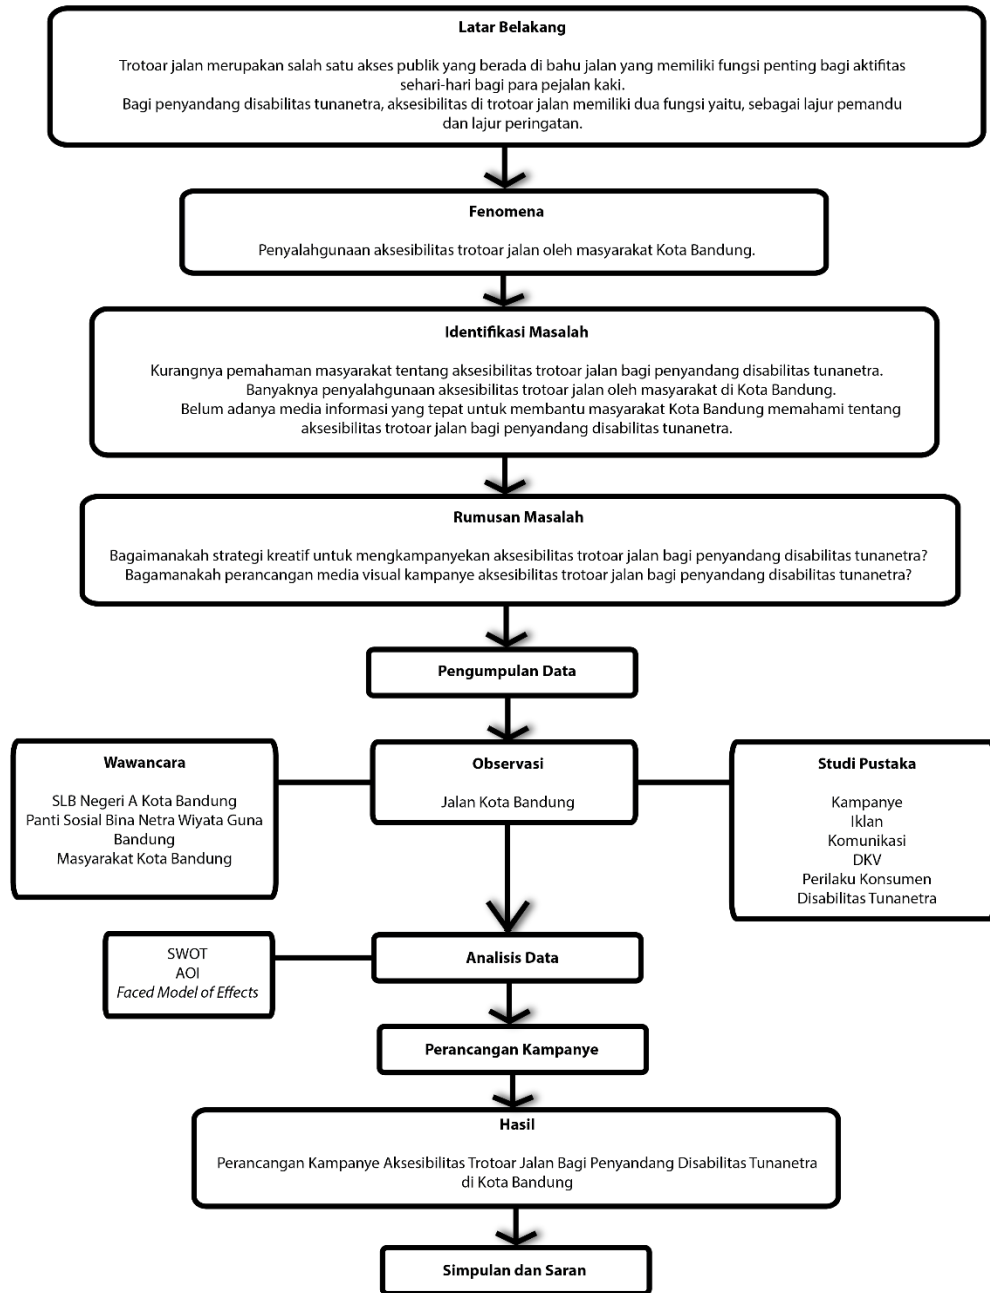 Latar Belakang
Trotoar jalan merupakan salah satu akses publik yang berada di bahu jalan yang memiliki fungsi penting bagi aktifitas
sehari-hari bagi para pejalan kaki.
Bagi penyandang disabilitas tunanetra, aksesibilitas di trotoar jalan memiliki dua fungsi yaitu, sebagai lajur pemandu
dan lajur peringatan.
Fenomena
Penyalahgunaan aksesibilitas trotoar jalan oleh masyarakat Kota Bandung.
Identifikasi Masalah
Kurangnya pemahaman masyarakat tentang aksesibilitas trotoar jalan bagi penyandang disabilitas tunanetra.
Banyaknya penyalahgunaan aksesibilitas trotoar jalan oleh masyarakat di Kota Bandung.
Belum adanya media informasi yang tepat untuk membantu masyarakat Kota Bandung memahami tentang
aksesibilitas trotoar jalan bagi penyandang disabilitas tunanetra.
Rumusan Masalah
Bagaimanakah strategi kreatif untuk mengkampanyekan aksesibilitas trotoar jalan bagi penyandang disabilitas tunanetra?
Bagamanakah perancangan media visual kampanye aksesibilitas trotoar jalan bagi penyandang disabilitas tunanetra?
Pengumpulan Data
Wawancara
SLB Negeri A Kota Bandung
Panti Sosial Bina Netra Wiyata Guna
Bandung
Masyarakat Kota Bandung
Observasi
Jalan Kota Bandung
Studi Pustaka
Kampanye
Iklan
Komunikasi
DKV
Perilaku Konsumen
Disabilitas Tunanetra
SWOT
AOI
Faced Model of Effects
Analisis Data
Perancangan Kampanye
Hasil
Perancangan Kampanye Aksesibilitas Trotoar Jalan Bagi Penyandang Disabilitas Tunanetra
di Kota Bandung
Simpulan dan Saran